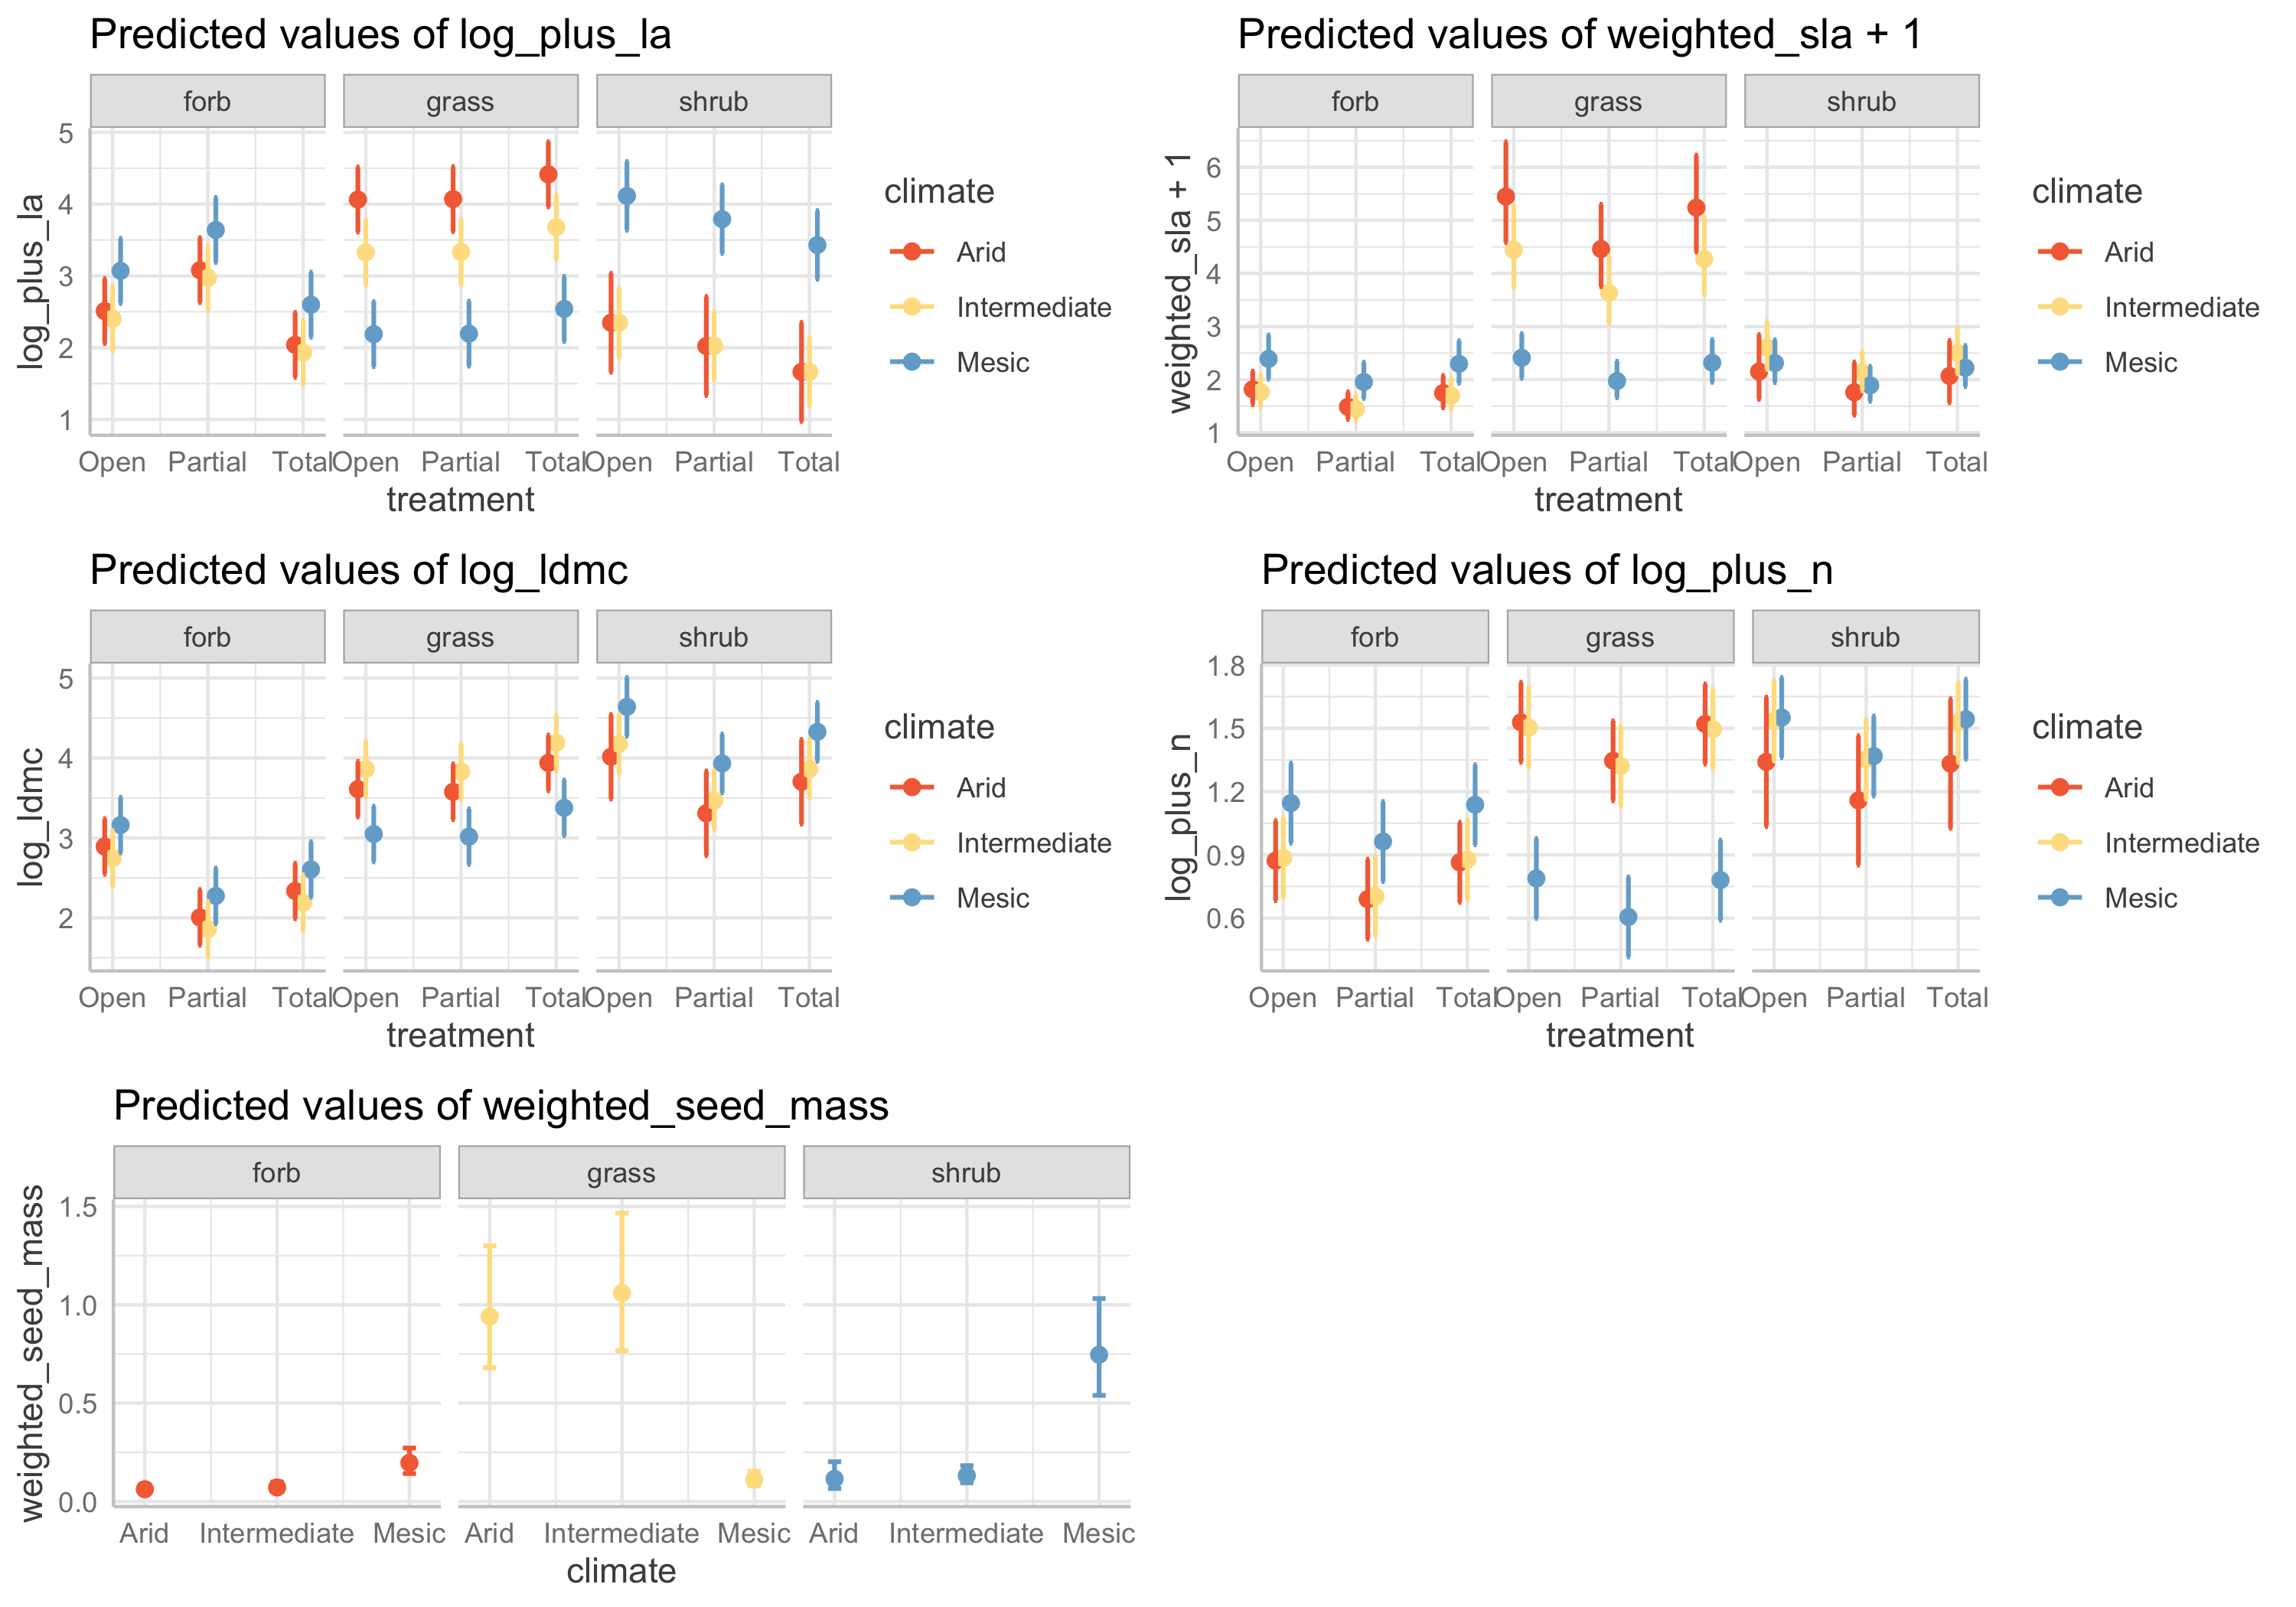 Predicted values of log_plus_la
forb grass shrub
5
4
3
2
1
log_plus_la
Open Partial Total Open Partial Total Open Partial Total
treatment
climate
Arid
Intermediate
Mesic
Predicted values of weighted_sla + 1
forb grass shrub
6
5
4
3
2
1
weighted_sla + 1
Open Partial Total Open Partial Total Open Partial Total
treatment
climate
Arid
Intermediate
Mesic
Predicted values of log_ldmc
forb grass shrub
5
4
3
2
log_ldmc
Open Partial Total Open Partial Total Open Partial Total
treatment
climate
Arid
Intermediate
Mesic
Predicted values of log_plus_n
forb grass shrub
1.8
1.5
1.2
0.9
0.6
log_plus_n
Open Partial Total Open Partial Total Open Partial Total
treatment
climate
Arid
Intermediate
Mesic
Predicted values of weighted_seed_mass
forb grass shrub
1.5
1.0
0.5
0.0
weighted_seed_mass
Arid Intermediate Mesic Arid Intermediate Mesic Arid Intermediate Mesic
climate